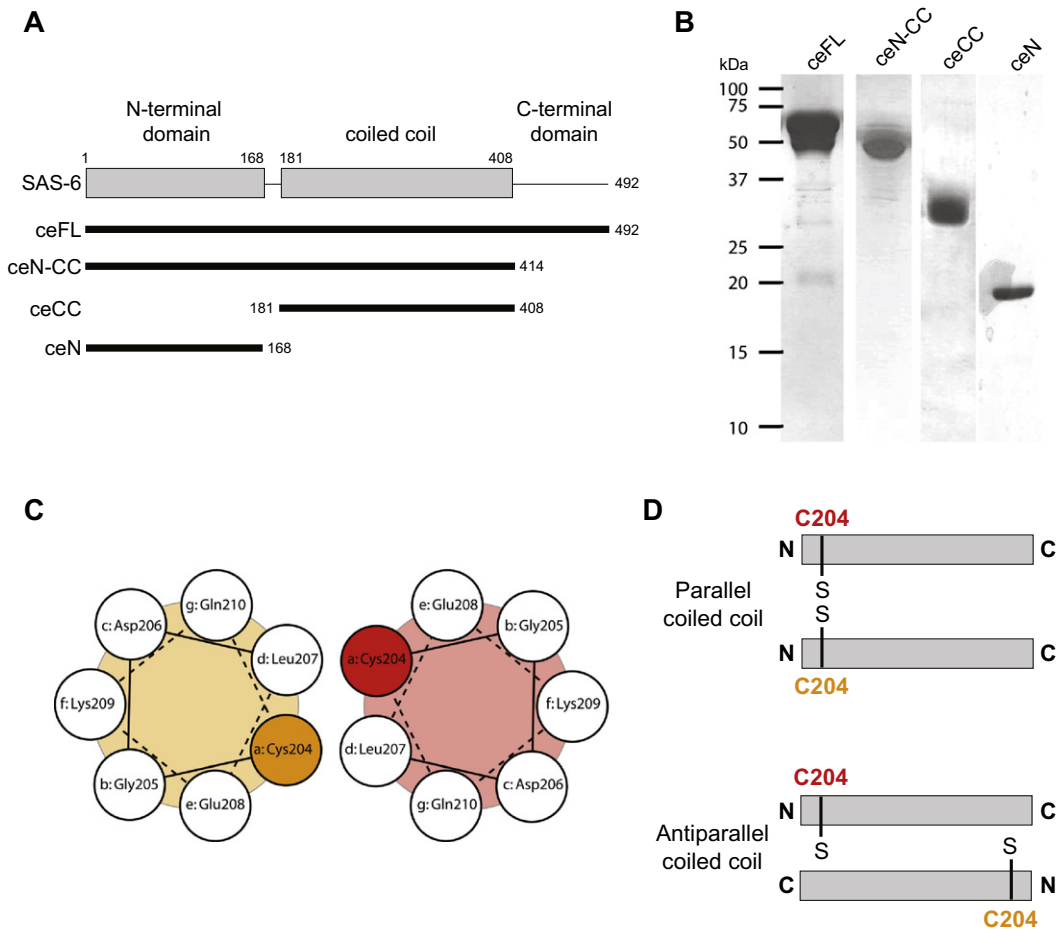 A
N-terminal
domain
coiled coil
C-terminal
domain
1 168 181 408
SAS-6 492
ceFL 492
ceN-CC 414
ceCC 181 408
ceN 168
B
kDa ceFL ceN-CC ceCC ceN
100
75
50
37
25
20
15
10
C
g: Gln210
c: Asp206
d: Leu207
f: Lys209
a: Cys204
b: Gly205
e: Glu208
e: Glu208
b: Gly205
a: Cys204
f: Lys209
d: Leu207
c: Asp206
g: Gln210
D
C204
N C
S
Parallel
coiled coil
S
N C
C204
C204
N C
Antiparallel
coiled coil
S S
C N
C204